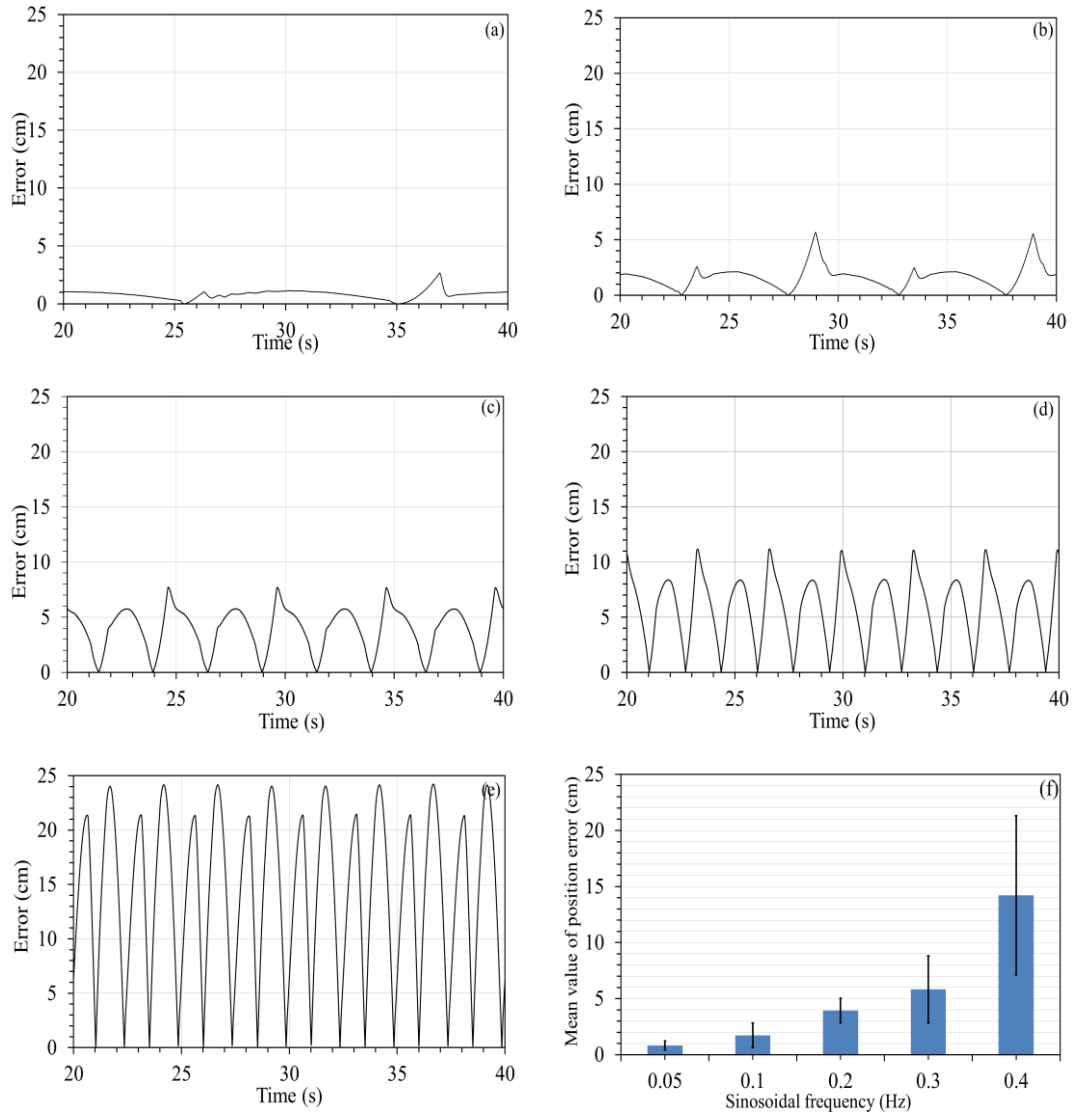 (a)
25
20
15
10
5
0
Error (cm)
20 25 30 35 40
Time (s)
(b)
25
20
15
10
5
0
Error (cm)
20 25 30 35 40
Time (s)
(c)
25
20
15
10
5
0
Error (cm)
20 25 30 35 40
Time (s)
(d)
25
20
15
10
5
0
Error (cm)
20 25 30 35 40
Time (s)
(e)
25
20
15
10
5
0
Error (cm)
20 25 30 35 40
Time (s)
(f)
25
20
15
10
5
0
Mean value of position error (cm)
0.05 0.1 0.2 0.3 0.4
Sinosoidal frequency (Hz)